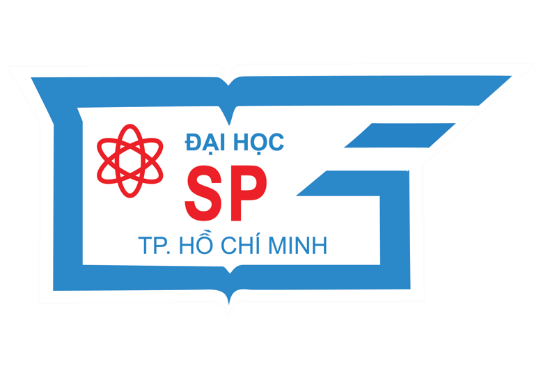 ĐẠI HỌC
SP
TP. HỒ CHÍ MINH